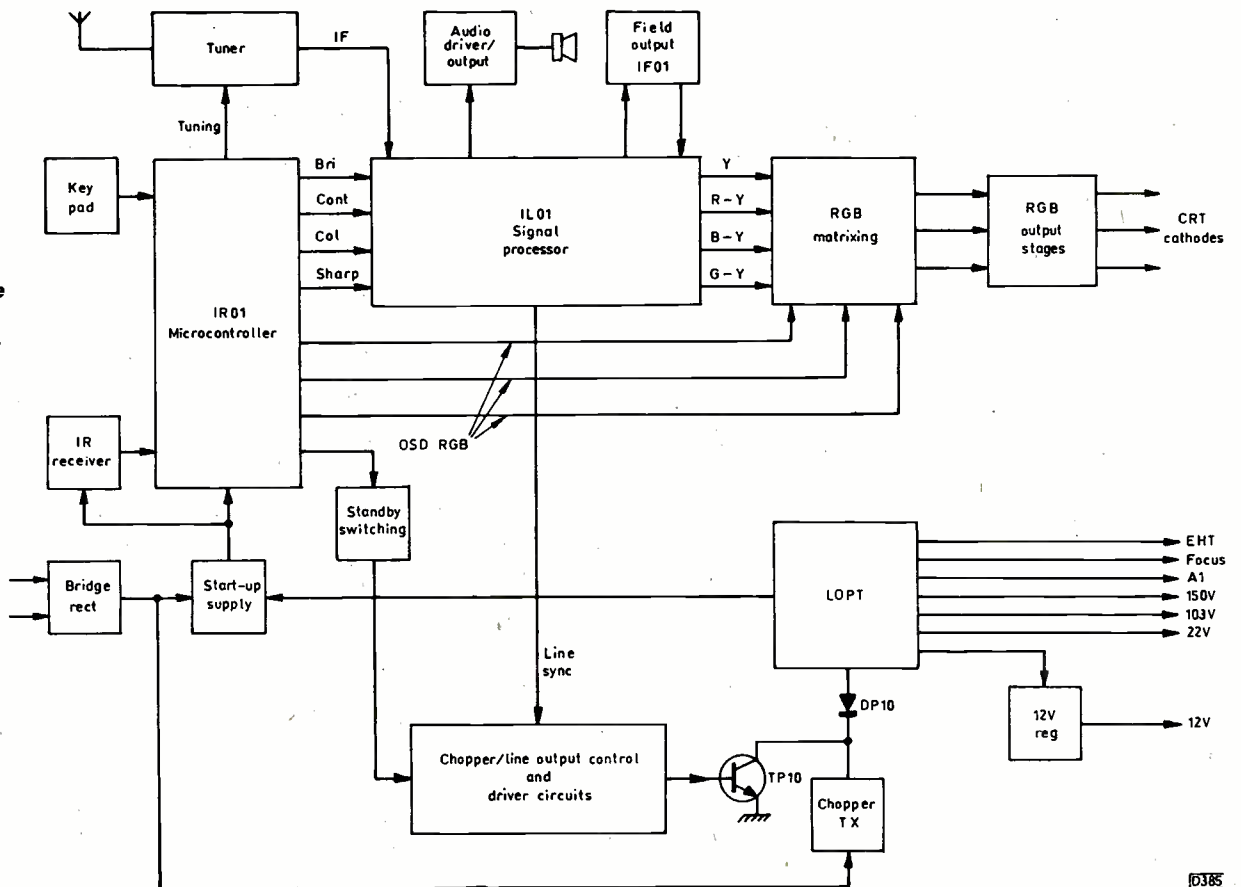 Tuner
IF
Audio
driver/
output
Field
output
IF01
Tuning
Key
pad
Bri
Cont
Col
Sharp
IL01
Signal
processor
Y
R-Y
B-Y
G-Y
RGB
matrixing
RGB
output
stages
CRT
cathodes
e
IR01
Microcontroller
OSD RGB
IR
receiver
Standby
switching
Bridge
rect
Start-up
supply
LOPT
EHT
Focus
A1
150V
103V
22V
Line
sync
DP10
12V
reg
12V
Chopper/line output control
and
driver circuits
TP10
Chopper
TX
D385